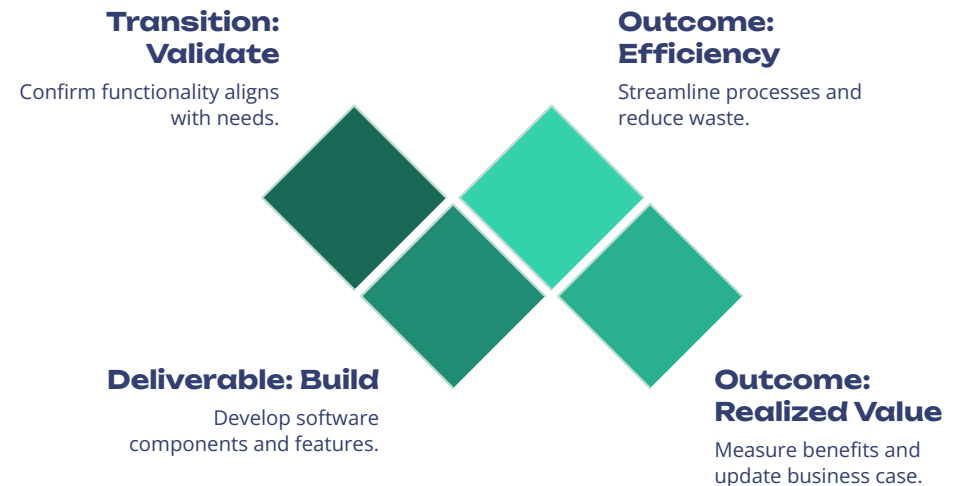 Transition:
Validate
Confirm functionality aligns
with needs.
Outcome:
Efficiency
Streamline processes and
reduce waste.
Deliverable: Build
Develop software
components and features.
Outcome:
Realized Value
Measure benefits and
update business case.